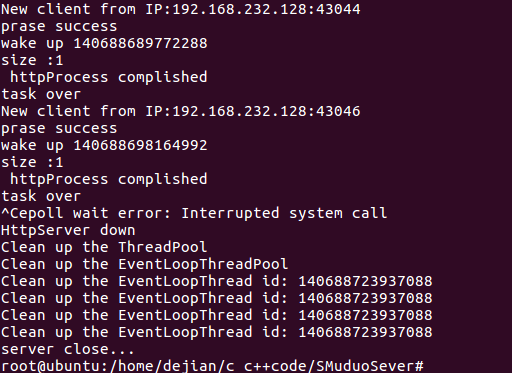 New client from IP:192.168.232.128:43044
prase success
wake up 140688689772288
size :1
 httpProcess complished
task over
New client from IP:192.168.232.128:43046
prase success
wake up 140688698164992
size :1
 httpProcess complished
task over
^Cepoll wait error: Interrupted system call
HttpServer down
Clean up the ThreadPool
Clean up the EventLoopThreadPool
Clean up the EventLoopThread id: 140688723937088
Clean up the EventLoopThread id: 140688723937088
Clean up the EventLoopThread id: 140688723937088
Clean up the EventLoopThread id: 140688723937088
server close...
root@ubuntu:/home/dejian/c c++code/SMuduoSever#